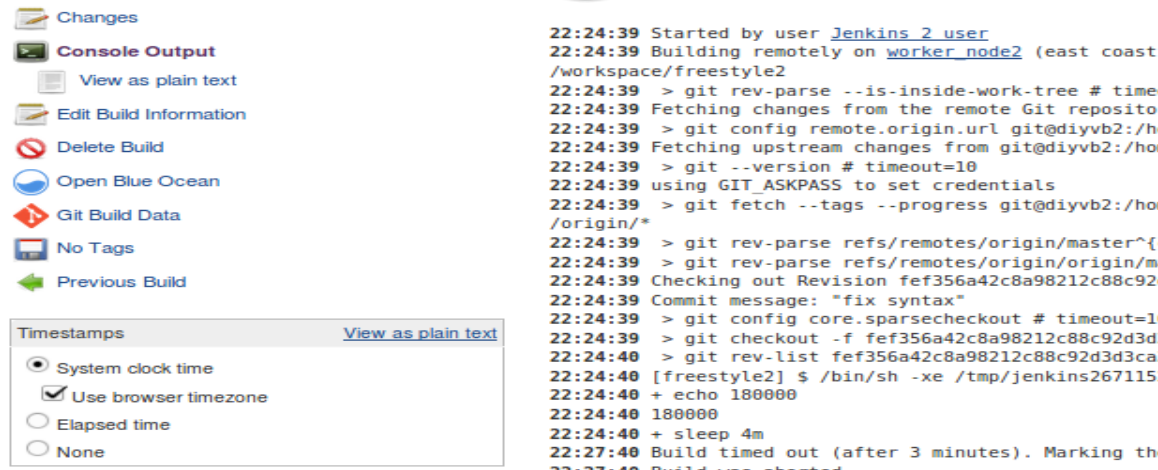 Changes
Console Output
View as plain text
Edit Build Information
Delete Build
Open Blue Ocean
Git Build Data
No Tags
Previous Build
Timestamps View as plain text
System clock time
Use browser timezone
Elapsed time
None
22:24:39 Started by user Jenkins 2 user
22:24:39 Building remotely on worker_node2 (east coast
/workspace/freestyle2
22:24:39 > git rev-parse --is-inside-work-tree # time
22:24:39 Fetching changes from the remote Git reposito
22:24:39 > git config remote.origin.url git@diyvb2:/h
22:24:39 Fetching upstream changes from git@diyvb2:/ho
22:24:39 > git --version # timeout=10
22:24:39 using GIT_ASKPASS to set credentials
22:24:39 > git fetch --tags --progress git@diyvb2:/ho
/origin/*
22:24:39 > git rev-parse refs/remotes/origin/master^{
22:24:39 > git rev-parse refs/remotes/origin/origin/m
22:24:39 Checking out Revision fef356a42c8a98212c88c92
22:24:39 Commit message: "fix syntax"
22:24:39 > git config core.sparsecheckout # timeout=1
22:24:39 > git checkout -f fef356a42c8a98212c88c92d3d
22:24:40 > git rev-list fef356a42c8a98212c88c92d3d3ca
22:24:40 [freestyle2] $ /bin/sh -xe /tmp/jenkins267115
22:24:40 + echo 180000
22:24:40 180000
22:24:40 + sleep 4m
22:27:40 Build timed out (after 3 minutes). Marking th
22:27:40 Build was aborted